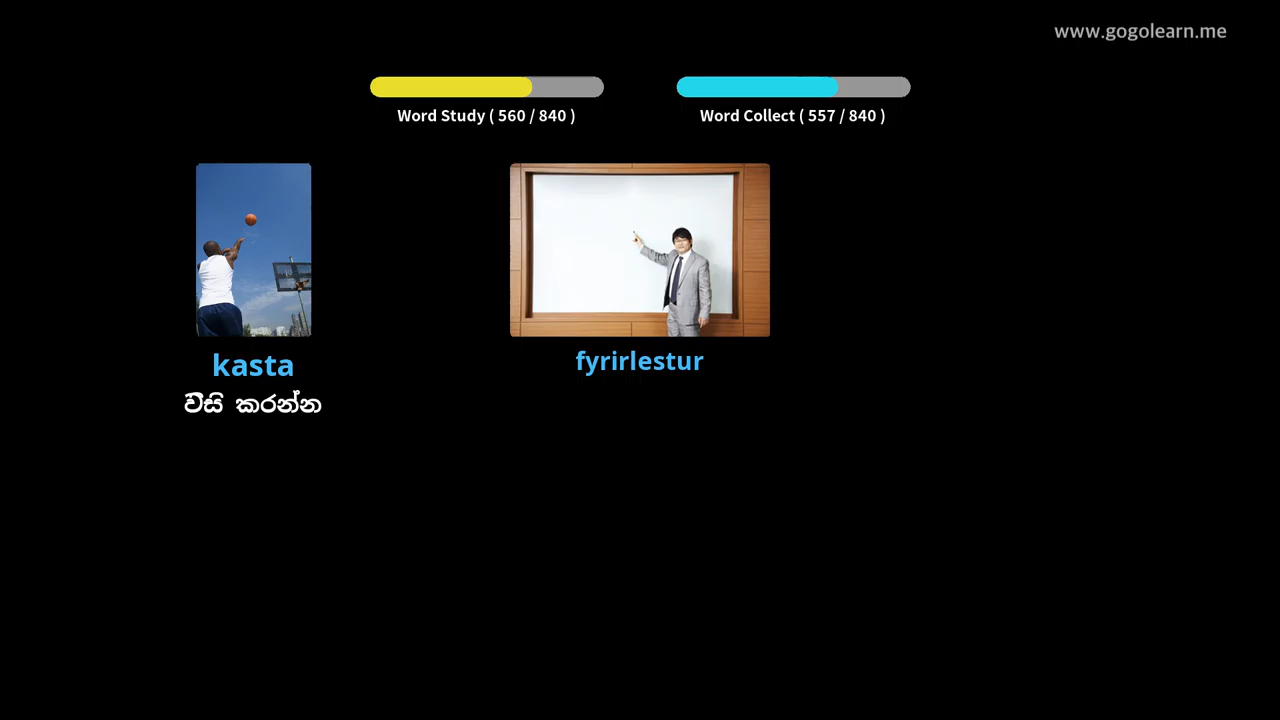 www.gogolearn.me
Word Study ( 560 / 840 )
Word Collect ( 557 / 840 )
kasta
වීසි කරන්න
fyrirlestur